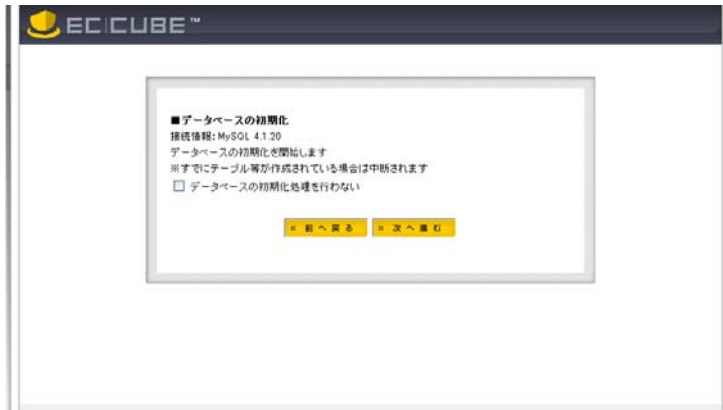 EC CUBE™
■データベースの初期化
接続情報: MySQL 4.1.20
データベースの初期化を開始します
※すでにテーブル等が作成されている場合は中断されます
データベースの初期化処理を行わない
« 前へ戻る » 次へ進む